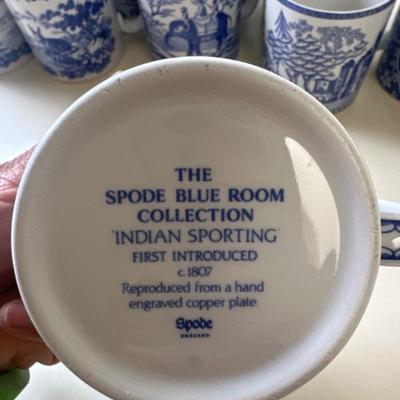 THE
SPODE BLUE ROOM
COLLECTION
'INDIAN SPORTING'
FIRST INTRODUCED
c.1807
Reproduced from a hand
engraved copper plate
Spode
ENGLAND